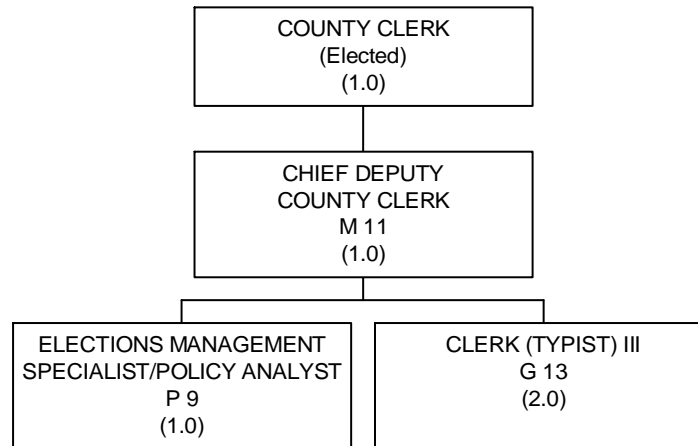 COUNTY CLERK
(Elected)
(1.0)
CHIEF DEPUTY
COUNTY CLERK
M 11
(1.0)
ELECTIONS MANAGEMENT
SPECIALIST/POLICY ANALYST
P 9
(1.0)
CLERK (TYPIST) III
G 13
(2.0)